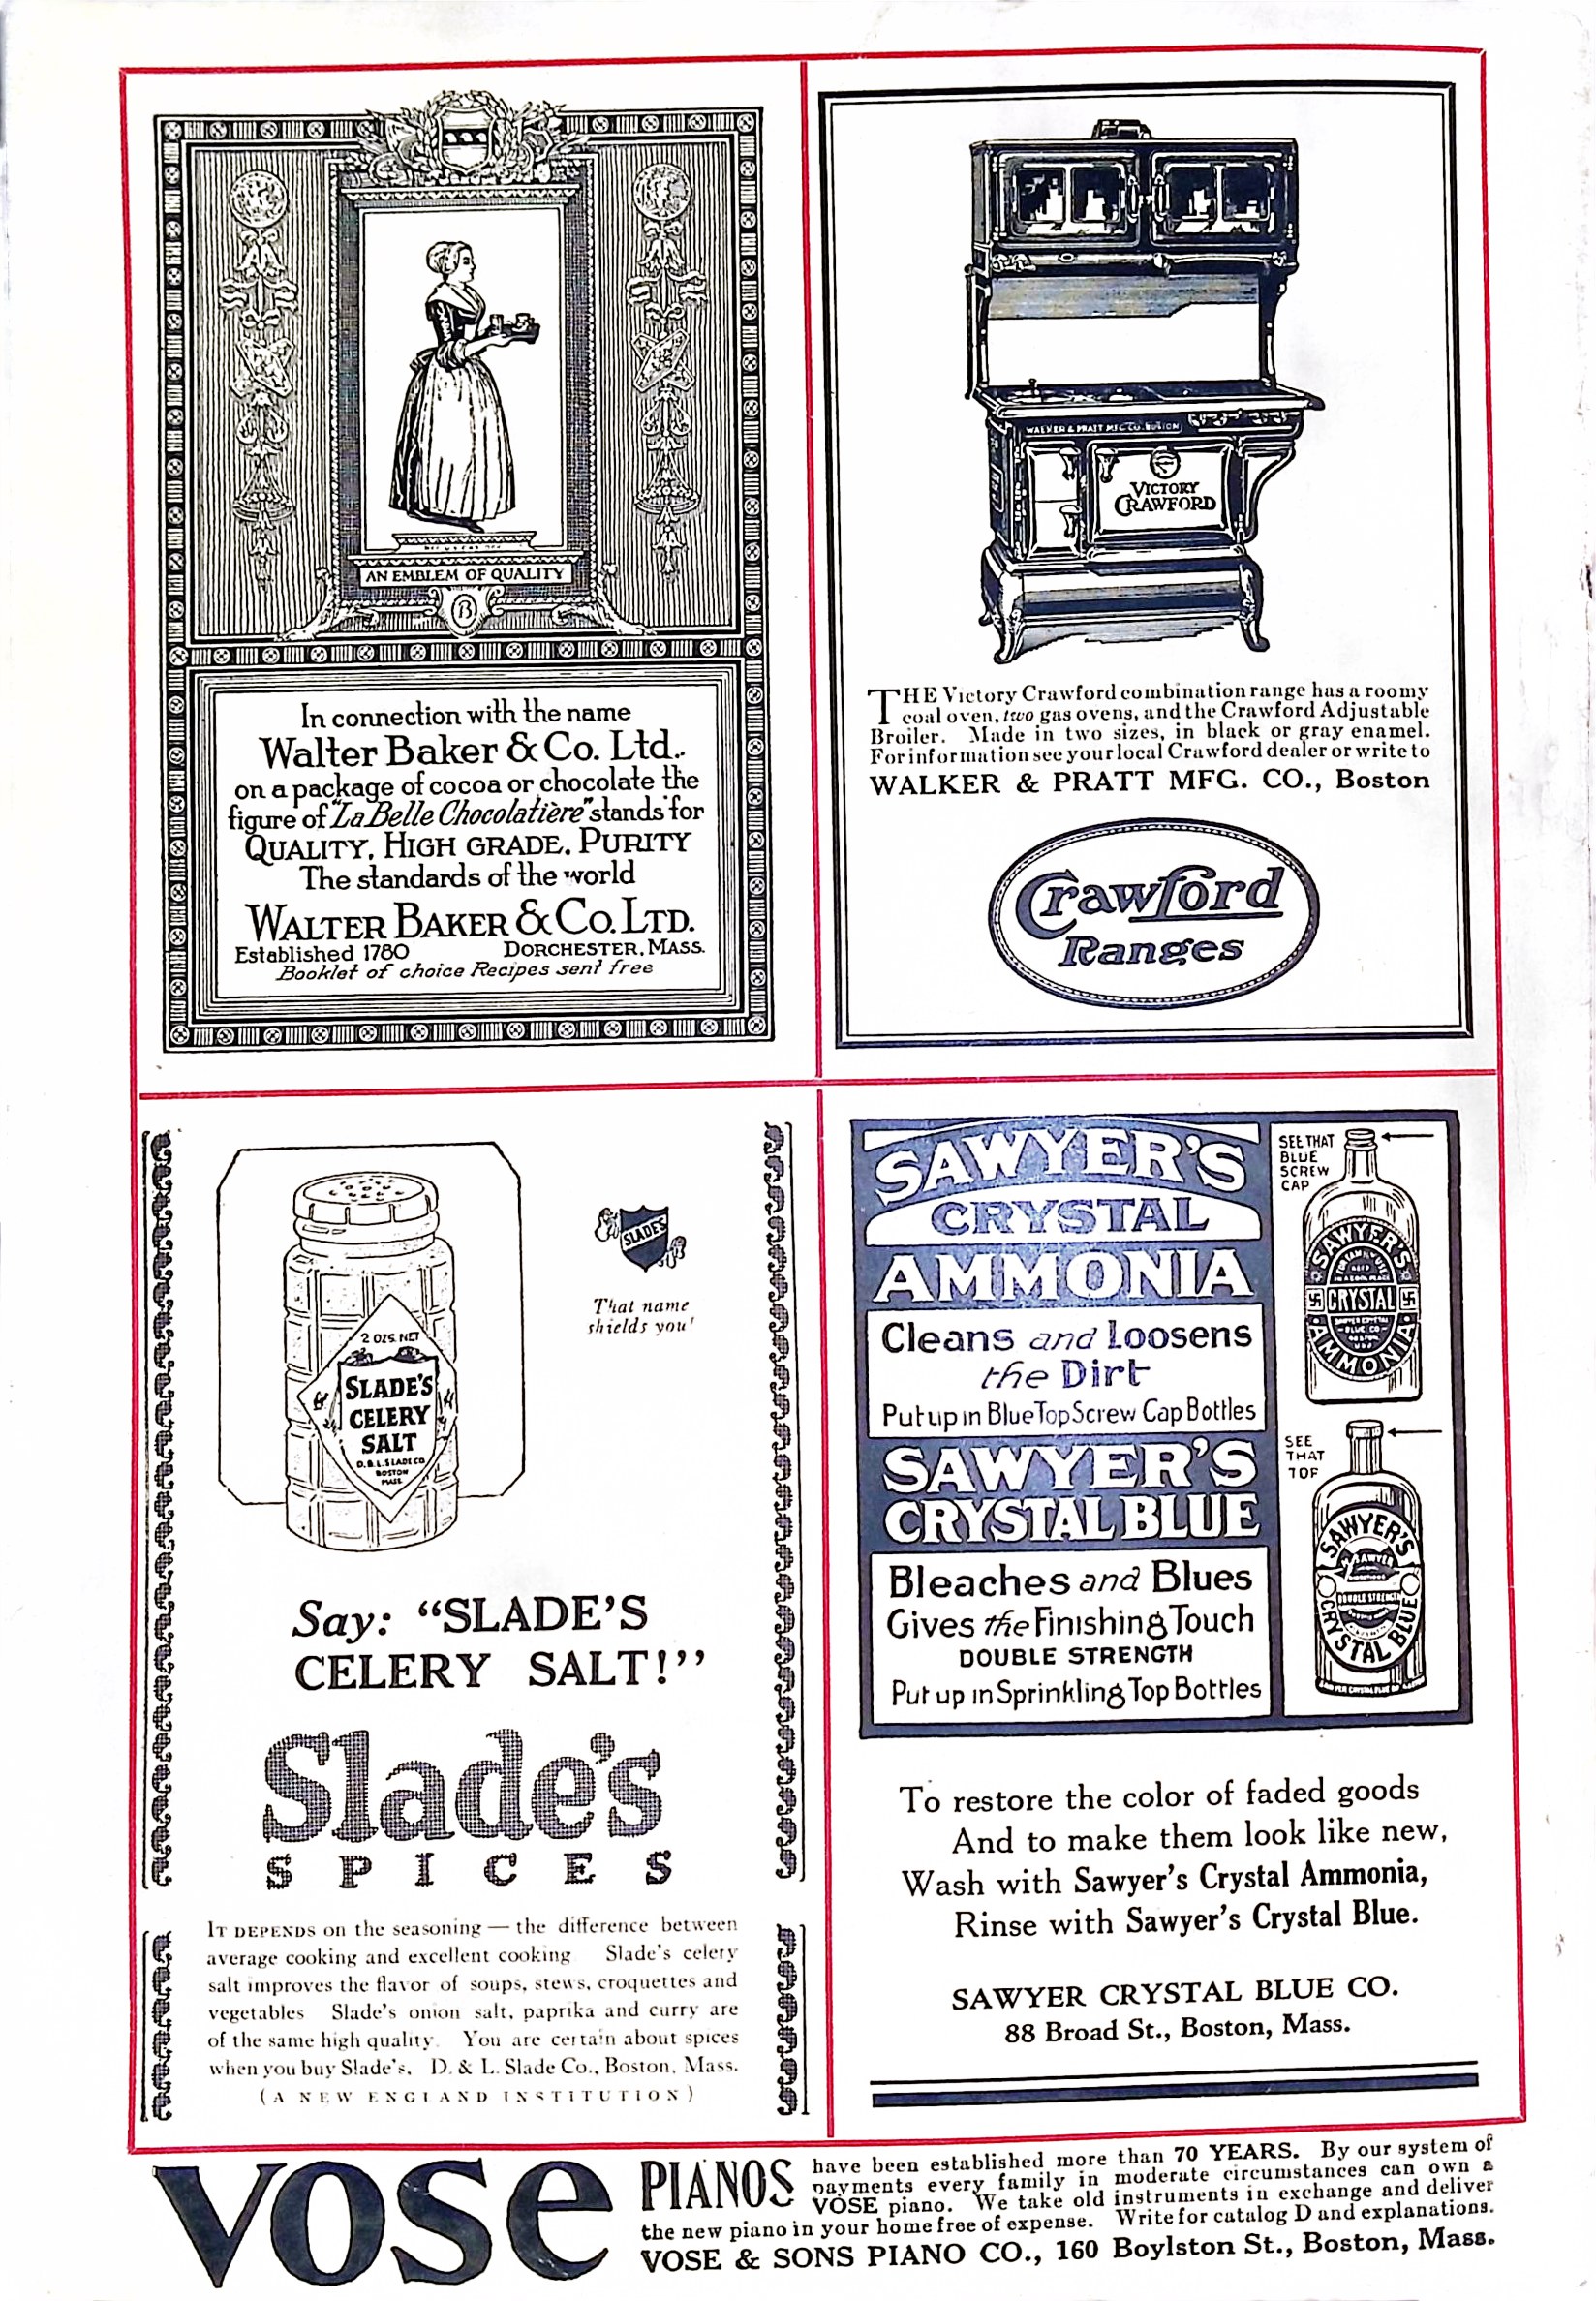 AN EMBLEM OF QUALITY
B
In connection with the name
Walter Baker & Co. Ltd.
on a package of cocoa or chocolate the
figure of "La Belle Chocolatière" stands for
QUALITY, HIGH GRADE, PURITY
The standards of the world
WALTER BAKER & CO. LTD.
Established 1780 DORCHESTER, MASS.
Booklet of choice Recipes sent free
WALKER & PRATT MFG. CO. BOSTON
VICTORY
CRAWFORD
THE Victory Crawford combination range has a roomy
coal oven, two gas ovens, and the Crawford Adjustable
Broiler. Made in two sizes, in black or gray enamel.
For information see your local Crawford dealer or write to
WALKER & PRATT MFG. CO., Boston
Crawford
Ranges
SLADE'S
That name
shields you!
2 OZS. NET
SLADE'S
CELERY
SALT
D. & L. SLADE CO.
BOSTON
MASS.
Say: "SLADE'S
CELERY SALT!"
Slade's
SPICES
IT DEPENDS on the seasoning — the difference between
average cooking and excellent cooking. Slade's celery
salt improves the flavor of soups, stews, croquettes and
vegetables. Slade's onion salt, paprika and curry are
of the same high quality. You are certain about spices
when you buy Slade's. D. & L. Slade Co., Boston, Mass.
(A NEW ENGLAND INSTITUTION)
SAWYER'S
CRYSTAL
AMMONIA
Cleans and Loosens
the Dirt
Put up in Blue Top Screw Cap Bottles
SAWYER'S
CRYSTAL BLUE
Bleaches and Blues
Gives the Finishing Touch
DOUBLE STRENGTH
Put up in Sprinkling Top Bottles
SEE THAT
BLUE
SCREW
CAP
SAWYER'S
CRYSTAL
AMMONIA
SEE
THAT
TOP
SAWYER'S
CRYSTAL BLUE
To restore the color of faded goods
And to make them look like new,
Wash with Sawyer's Crystal Ammonia,
Rinse with Sawyer's Crystal Blue.
SAWYER CRYSTAL BLUE CO.
88 Broad St., Boston, Mass.
VOSE PIANOS have been established more than 70 YEARS. By our system of
payments every family in moderate circumstances can own a
VOSE piano. We take old instruments in exchange and deliver
the new piano in your home free of expense. Write for catalog D and explanations.
VOSE & SONS PIANO CO., 160 Boylston St., Boston, Mass.